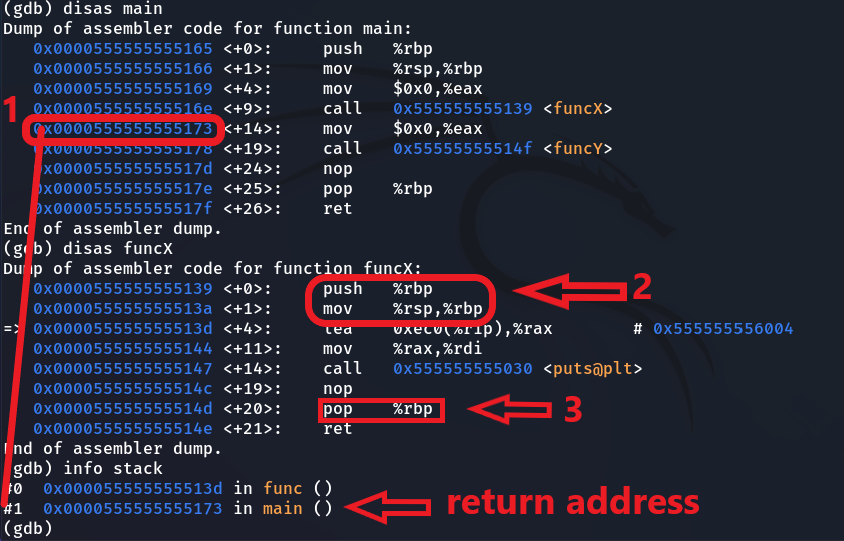 (gdb) disas main
Dump of assembler code for function main:
0x0000555555555165 <+0>: push %rbp
0x0000555555555166 <+1>: mov %rsp,%rbp
0x0000555555555169 <+4>: mov $0x0,%eax
0x000055555555516e <+9>: call 0x555555555139 <funcX>
1 0x0000555555555173 <+14>: mov $0x0,%eax
0x0000555555555178 <+19>: call 0x55555555514f <funcY>
0x000055555555517d <+24>: nop
0x000055555555517e <+25>: pop %rbp
0x000055555555517f <+26>: ret
End of assembler dump.
(gdb) disas funcX
Dump of assembler code for function funcX:
0x0000555555555139 <+0>: push %rbp 2
0x000055555555513a <+1>: mov %rsp,%rbp
=> 0x000055555555513d <+4>: lea 0xec0(%rip),%rax # 0x555555556004
0x0000555555555144 <+11>: mov %rax,%rdi
0x0000555555555147 <+14>: call 0x555555555030 <puts@plt>
0x000055555555514c <+19>: nop
0x000055555555514d <+20>: pop %rbp 3
0x000055555555514e <+21>: ret
End of assembler dump.
(gdb) info stack
#0 0x000055555555513d in func ()
#1 0x0000555555555173 in main () return address
(gdb)